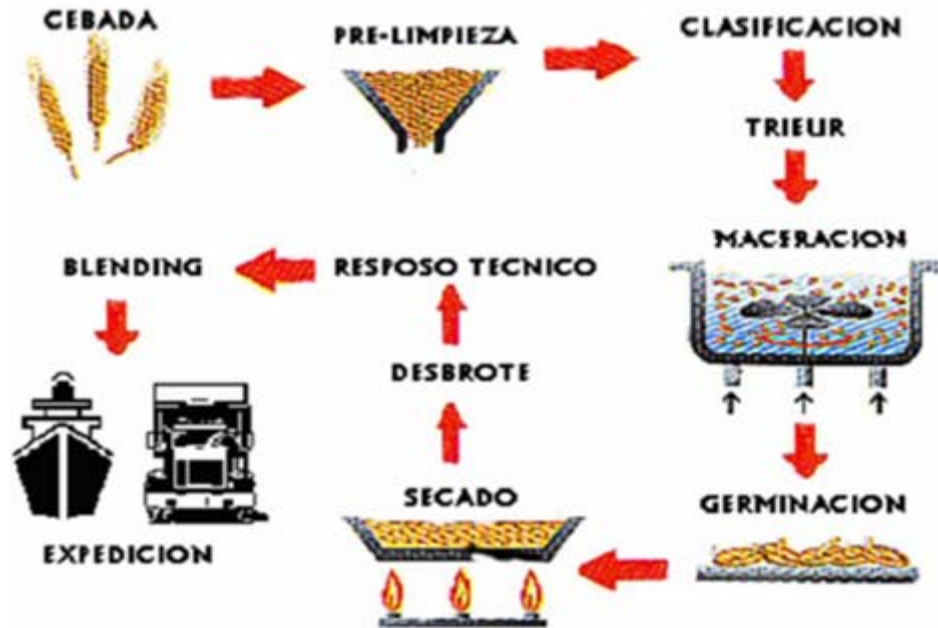 CEBADA
PRE-LIMPIEZA
CLASIFICACION
TRIEUR
MACERACION
GERMINACION
SECADO
DESBROTE
RESPOSO TECNICO
BLENDING
EXPEDICION